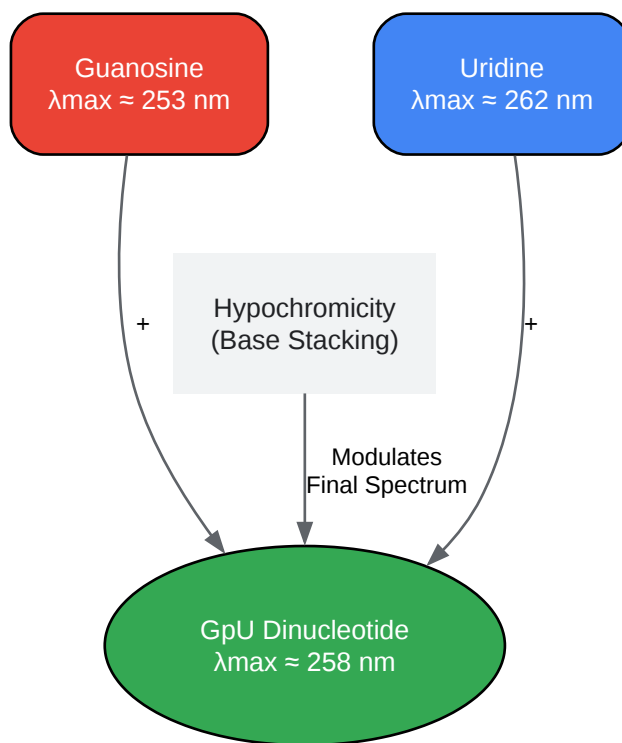 Guanosine
λmax ≈ 253 nm
Uridine
λmax ≈ 262 nm
Hypochromicity
(Base Stacking)
+
+
Modulates
Final Spectrum
GpU Dinucleotide
λmax ≈ 258 nm